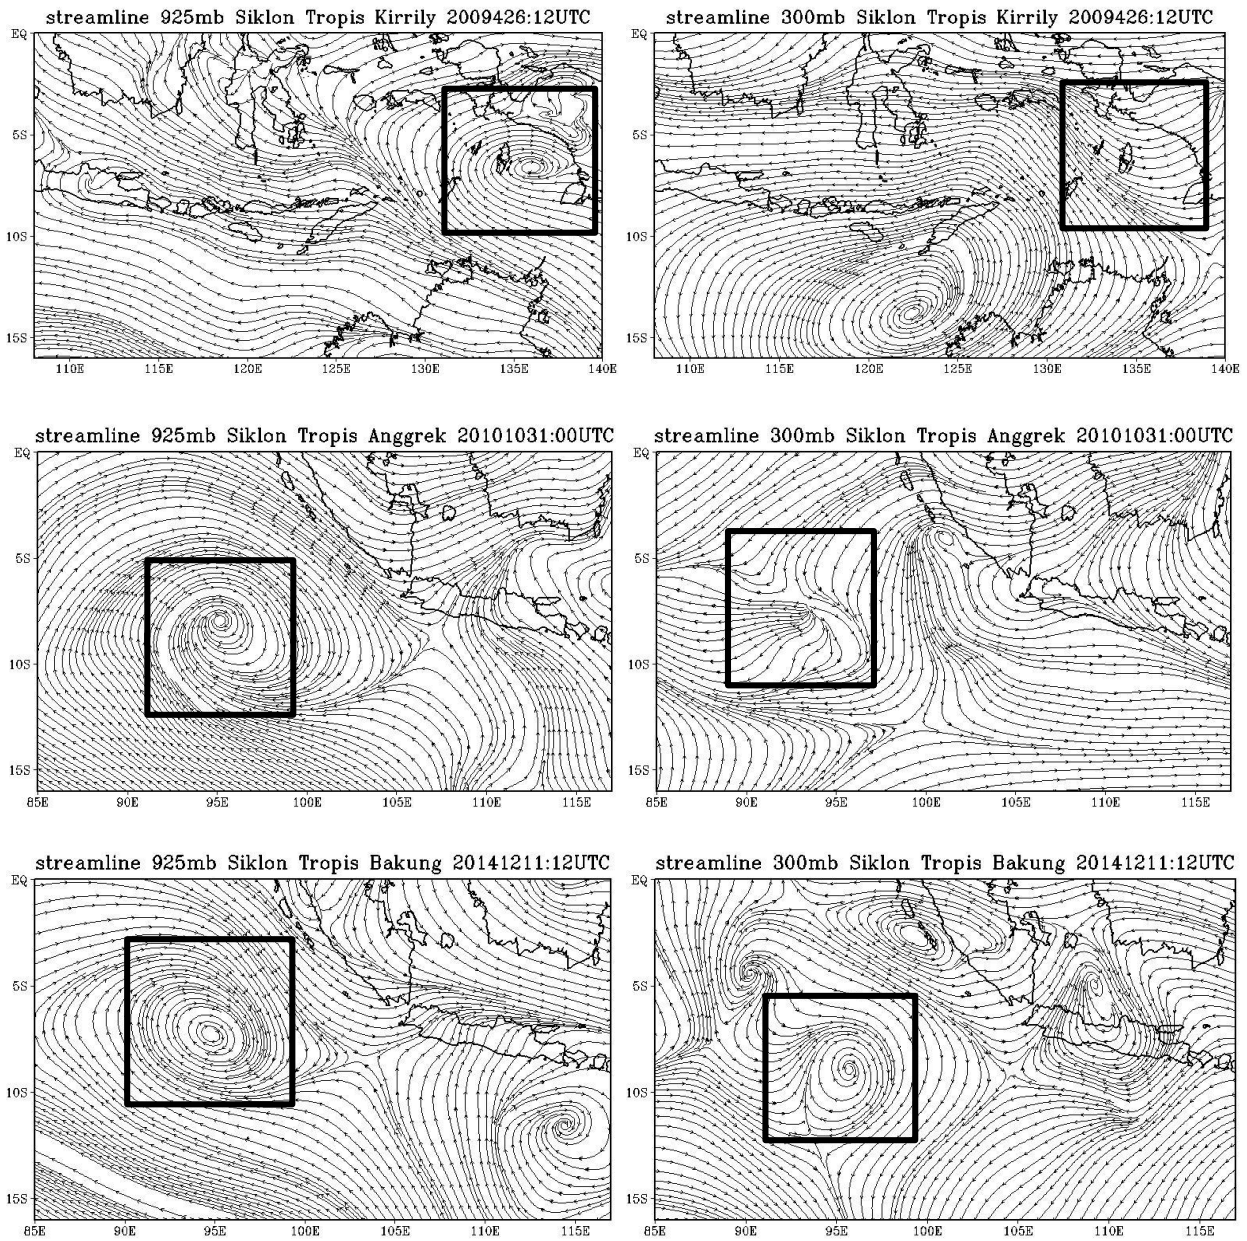 streamline 925mb Siklon Tropis Kirrily 2009426:12UTC
EQ
5S
10S
15S
110E 115E 120E 125E 130E 135E 140E
streamline 300mb Siklon Tropis Kirrily 2009426:12UTC
EQ
5S
10S
15S
110E 115E 120E 125E 130E 135E 140E
streamline 925mb Siklon Tropis Anggrek 20101031:00UTC
EQ
5S
10S
15S
85E 90E 95E 100E 105E 110E 115E
streamline 300mb Siklon Tropis Anggrek 20101031:00UTC
EQ
5S
10S
15S
85E 90E 95E 100E 105E 110E 115E
streamline 925mb Siklon Tropis Bakung 20141211:12UTC
EQ
5S
10S
15S
85E 90E 95E 100E 105E 110E 115E
streamline 300mb Siklon Tropis Bakung 20141211:12UTC
EQ
5S
10S
15S
85E 90E 95E 100E 105E 110E 115E